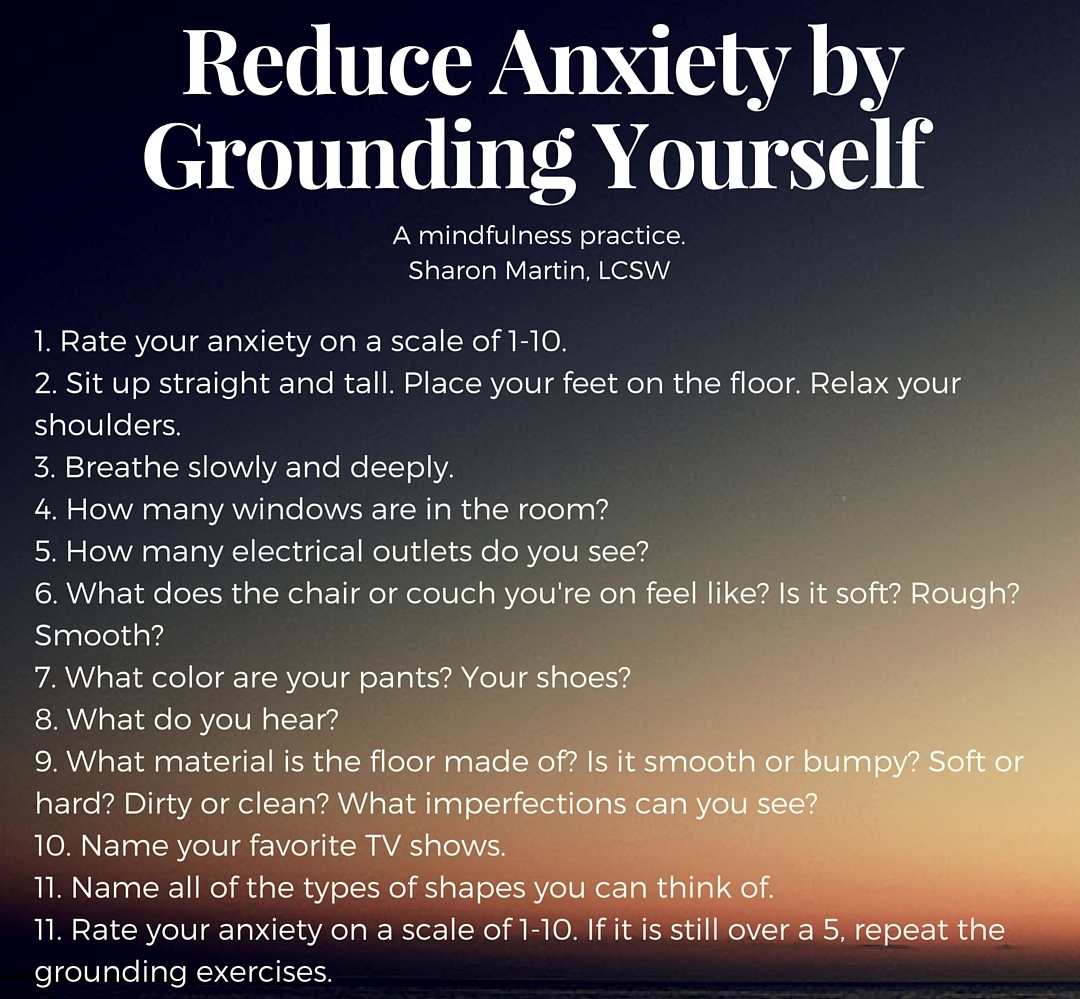 Reduce Anxiety by
Grounding Yourself
A mindfulness practice.
Sharon Martin, LCSW
1. Rate your anxiety on a scale of 1-10.
2. Sit up straight and tall. Place your feet on the floor. Relax your
shoulders.
3. Breathe slowly and deeply.
4. How many windows are in the room?
5. How many electrical outlets do you see?
6. What does the chair or couch you're on feel like? Is it soft? Rough?
Smooth?
7. What color are your pants? Your shoes?
8. What do you hear?
9. What material is the floor made of? Is it smooth or bumpy? Soft or
hard? Dirty or clean? What imperfections can you see?
10. Name your favorite TV shows.
11. Name all of the types of shapes you can think of.
11. Rate your anxiety on a scale of 1-10. If it is still over a 5, repeat the
grounding exercises.